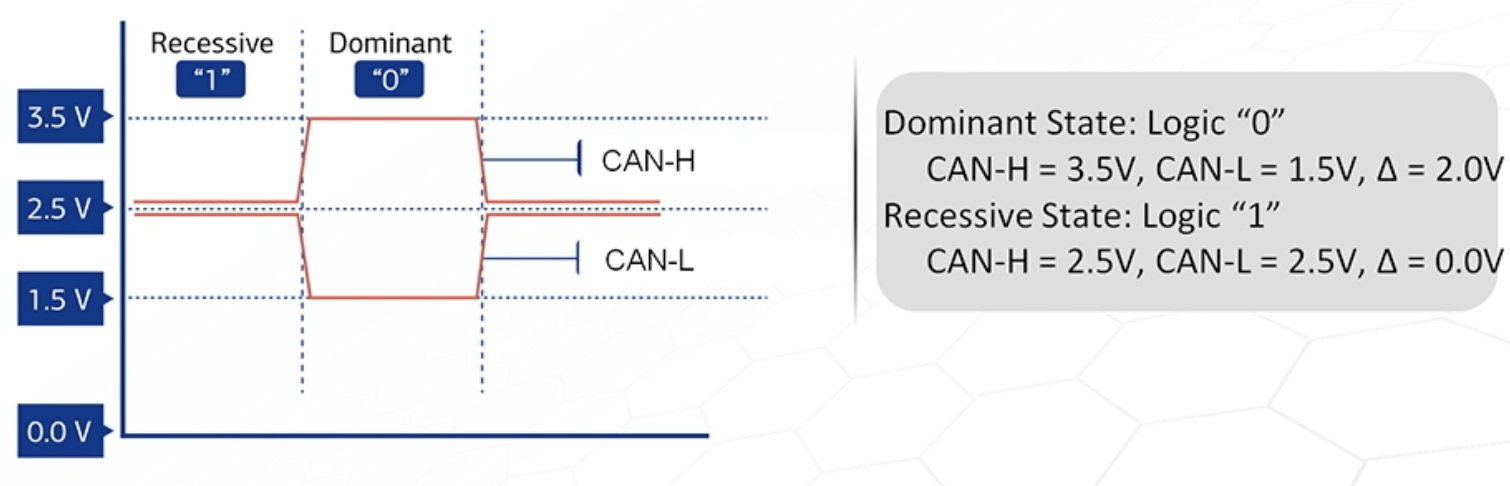 Recessive Dominant
“1” “0”
3.5 V
CAN-H
2.5 V
CAN-L
1.5 V
0.0 V
Dominant State: Logic “0”
CAN-H = 3.5V, CAN-L = 1.5V, Δ = 2.0V
Recessive State: Logic “1”
CAN-H = 2.5V, CAN-L = 2.5V, Δ = 0.0V